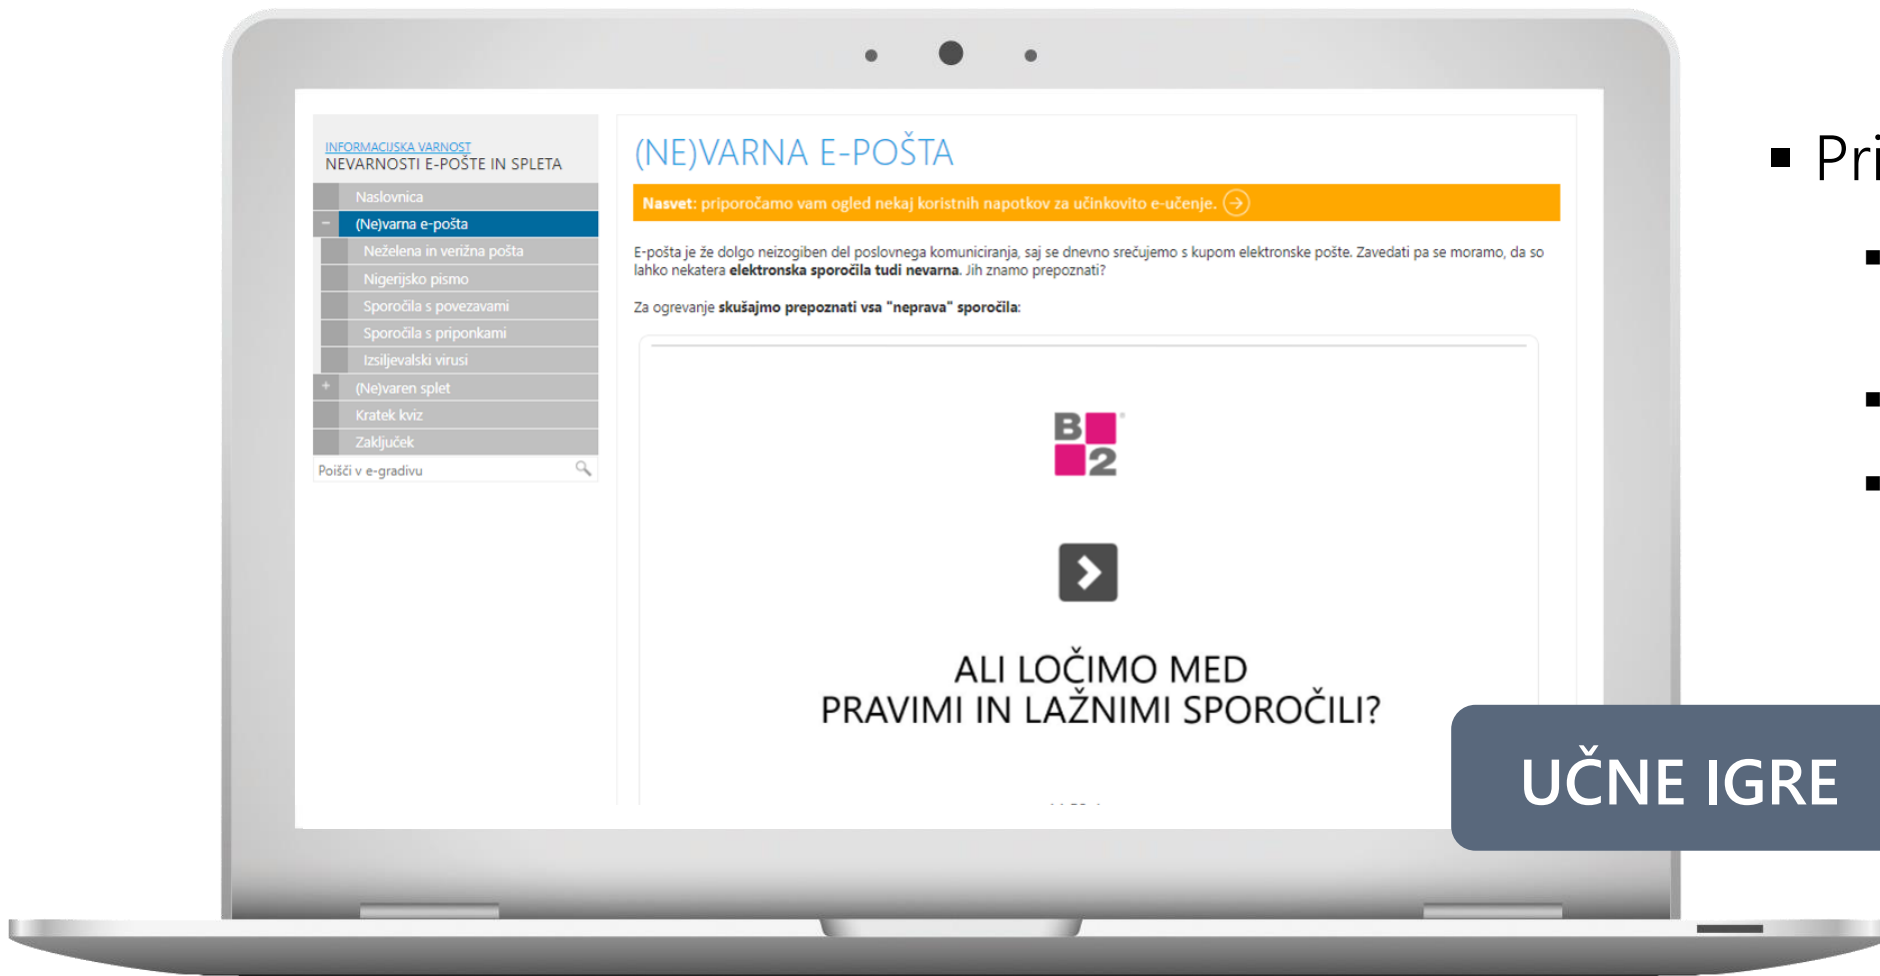 INFORMACIJSKA VARNOST
NEVARNOSTI E-POŠTE IN SPLETA
Naslovnica
(Ne)varna e-pošta
Neželena in verižna pošta
Nigerijsko pismo
Sporočila s povezavami
Sporočila s priponkami
Izsiljevalski virusi
(Ne)varen splet
Kratek kviz
Zaključek
Poišči v e-gradivu
(NE)VARNA E-POŠTA
Nasvet: priporočamo vam ogled nekaj koristnih napotkov za učinkovito e-učenje.
E-pošta je že dolgo neizogiben del poslovnega komuniciranja, saj se dnevno srečujemo s kupom elektronske pošte. Zavedati pa se moramo, da so
lahko nekatera elektronska sporočila tudi nevarna. Jih znamo prepoznati?
Za ogrevanje skušajmo prepoznati vsa "neprava" sporočila:
B
2
ALI LOČIMO MED
PRAVIMI IN LAŽNIMI SPOROČILI?
UČNE IGRE